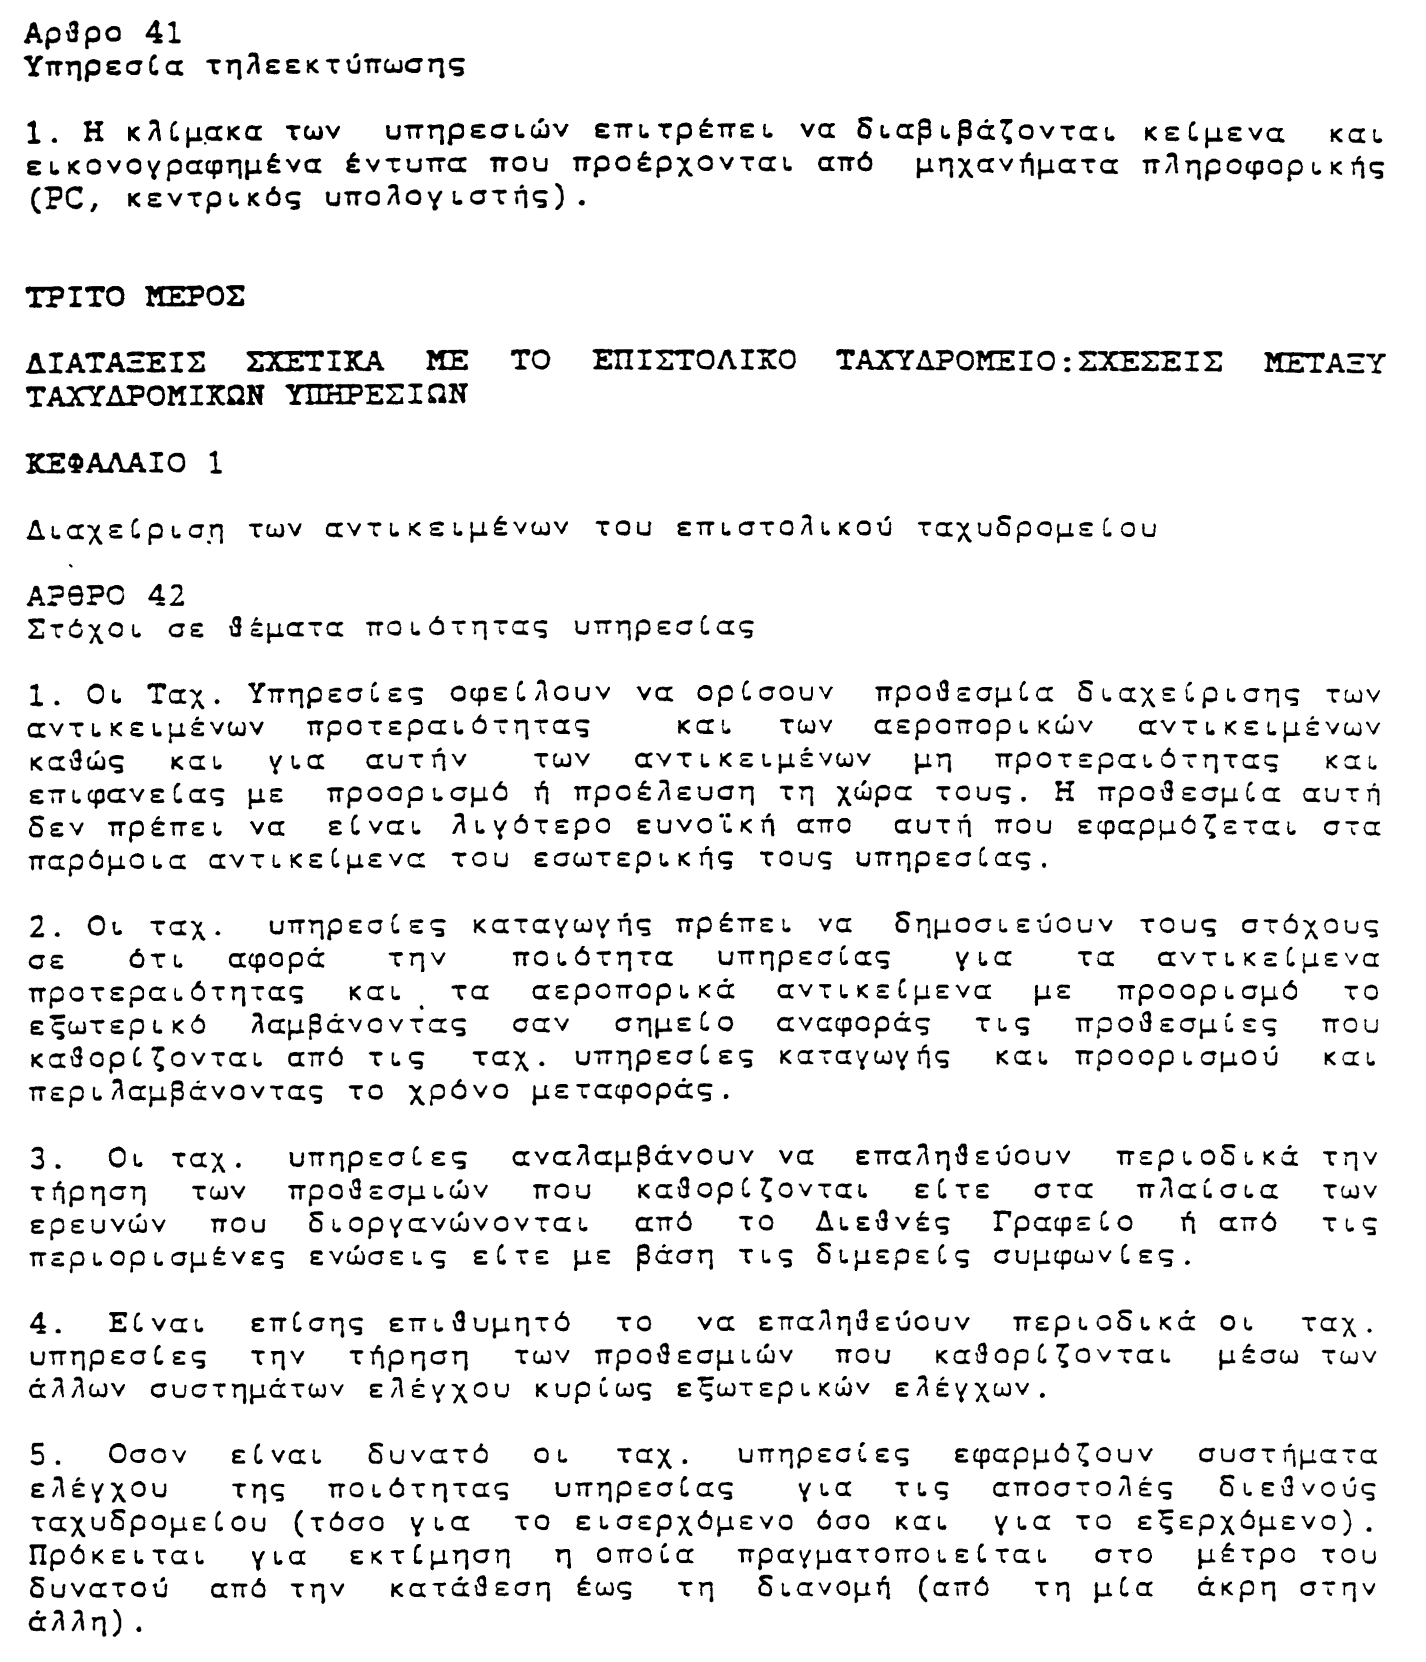 Αρθρο 41
Υπηρεσία τηλεεκτύπωσης
1. Η κλίμακα των υπηρεσιών επιτρέπει να διαβιβάζονται κείμενα και
εικονογραφημένα έντυπα που προέρχονται από μηχανήματα πληροφορικής
(PC, κεντρικός υπολογιστής).
ΤΡΙΤΟ ΜΕΡΟΣ
ΔΙΑΤΑΞΕΙΣ ΣΧΕΤΙΚΑ ΜΕ ΤΟ ΕΠΙΣΤΟΛΙΚΟ ΤΑΧΥΔΡΟΜΕΙΟ:ΣΧΕΣΕΙΣ ΜΕΤΑΞΥ
ΤΑΧΥΔΡΟΜΙΚΩΝ ΥΠΗΡΕΣΙΩΝ
ΚΕΦΑΛΑΙΟ 1
Διαχείριση των αντικειμένων του επιστολικού ταχυδρομείου
ΑΡΘΡΟ 42
Στόχοι σε θέματα ποιότητας υπηρεσίας
1. Οι Ταχ. Υπηρεσίες οφείλουν να ορίσουν προθεσμία διαχείρισης των
αντικειμένων προτεραιότητας και των αεροπορικών αντικειμένων
καθώς και για αυτήν των αντικειμένων μη προτεραιότητας και
επιφανείας με προορισμό ή προέλευση τη χώρα τους. Η προθεσμία αυτή
δεν πρέπει να είναι λιγότερο ευνοϊκή απο αυτή που εφαρμόζεται στα
παρόμοια αντικείμενα του εσωτερικής τους υπηρεσίας.
2. Οι ταχ. υπηρεσίες καταγωγής πρέπει να δημοσιεύουν τους στόχους
σε ότι αφορά την ποιότητα υπηρεσίας για τα αντικείμενα
προτεραιότητας και τα αεροπορικά αντικείμενα με προορισμό το
εξωτερικό λαμβάνοντας σαν σημείο αναφοράς τις προθεσμίες που
καθορίζονται από τις ταχ. υπηρεσίες καταγωγής και προορισμού και
περιλαμβάνοντας το χρόνο μεταφοράς.
3. Οι ταχ. υπηρεσίες αναλαμβάνουν να επαληθεύουν περιοδικά την
τήρηση των προθεσμιών που καθορίζονται είτε στα πλαίσια των
ερευνών που διοργανώνονται από το Διεθνές Γραφείο ή από τις
περιορισμένες ενώσεις είτε με βάση τις διμερείς συμφωνίες.
4. Είναι επίσης επιθυμητό το να επαληθεύουν περιοδικά οι ταχ.
υπηρεσίες την τήρηση των προθεσμιών που καθορίζονται μέσω των
άλλων συστημάτων ελέγχου κυρίως εξωτερικών ελέγχων.
5. Οσον είναι δυνατό οι ταχ. υπηρεσίες εφαρμόζουν συστήματα
ελέγχου της ποιότητας υπηρεσίας για τις αποστολές διεθνούς
ταχυδρομείου (τόσο για το εισερχόμενο όσο και για το εξερχόμενο).
Πρόκειται για εκτίμηση η οποία πραγματοποιείται στο μέτρο του
δυνατού από την κατάθεση έως τη διανομή (από τη μία άκρη στην
άλλη).